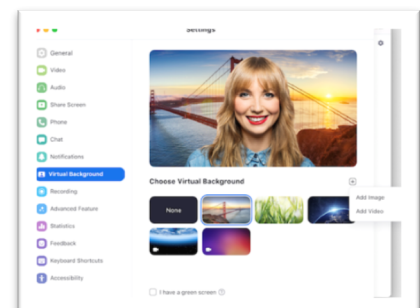 Settings
General
Video
Audio
Share Screen
Phone
Chat
Notifications
Virtual Background
Recording
Advanced Feature
Statistics
Feedback
Keyboard Shortcuts
Accessibility
Choose Virtual Background
Add Image
Add Video
None
I have a green screen